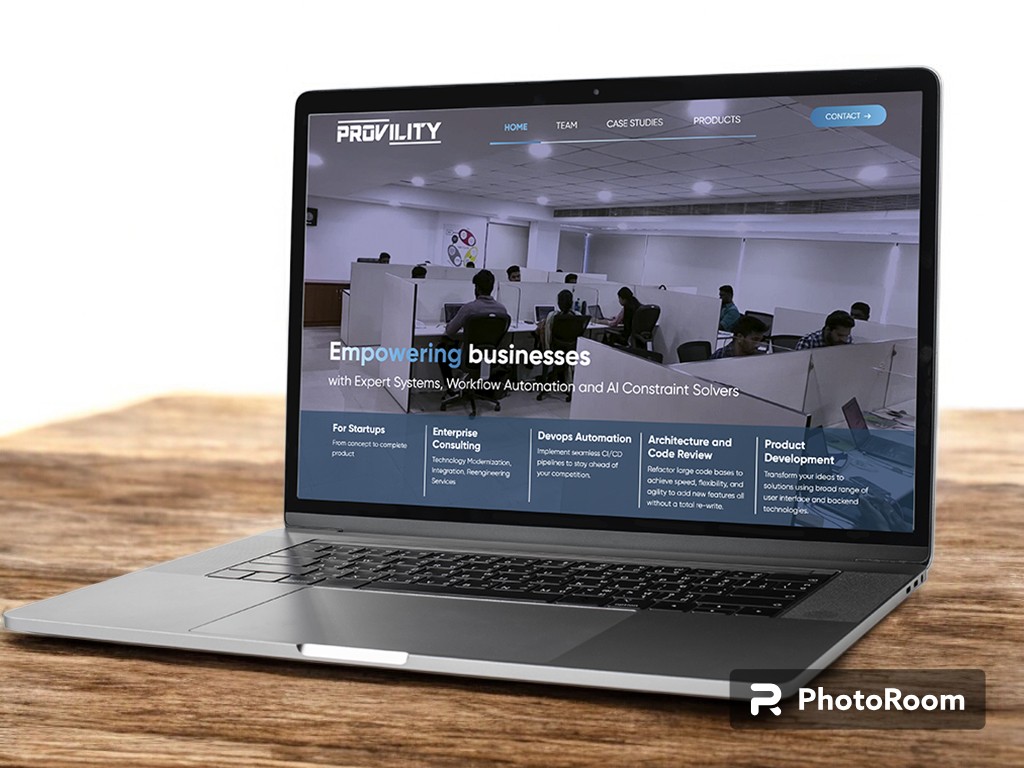 PROVILITY
HOME TEAM CASE STUDIES PRODUCTS
CONTACT →
Empowering businesses
with Expert Systems, Workflow Automation and AI Constraint Solvers
For Startups
From concept to complete
product
Enterprise
Consulting
Technology Modernization,
Integration, Reengineering
Services
Devops Automation
Implement seamless CI/CD
pipelines to stay ahead of
your competition.
Architecture and
Code Review
Refactor large code bases to
achieve speed, flexibility, and
agility to add new features all
without a total re-write.
Product
Development
Transform your ideas to
solutions using broad range of
user interface and backend
technologies.
PhotoRoom